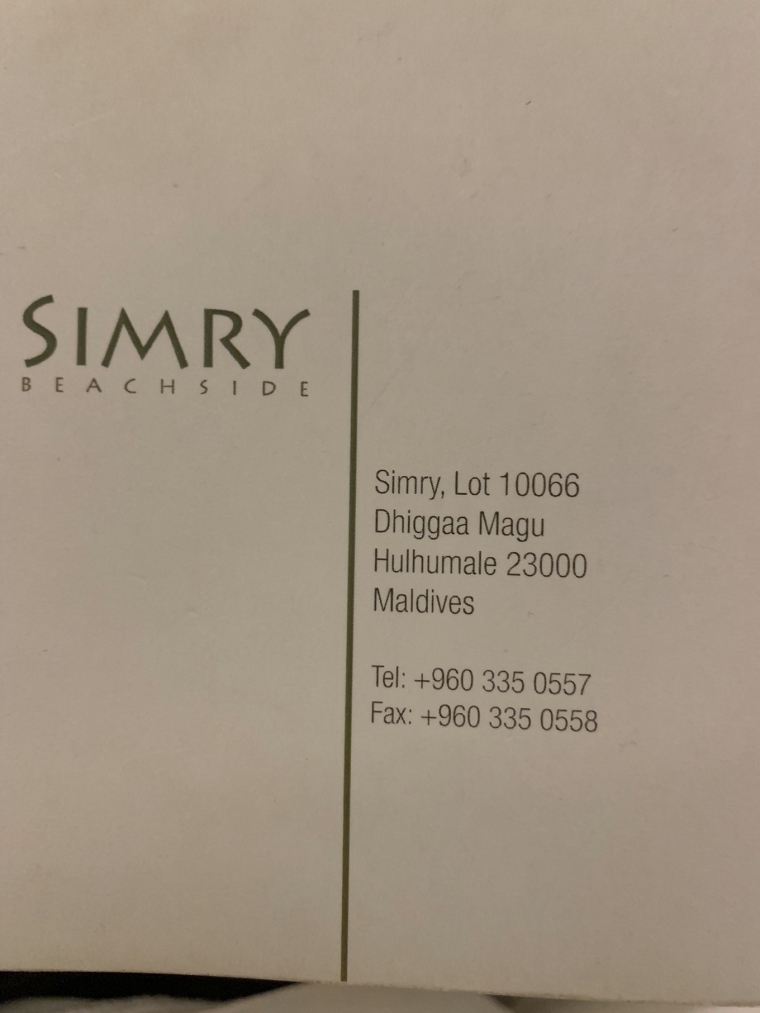 SIMRY
BEACHSIDE
Simry, Lot 10066
Dhiggaa Magu
Hulhumale 23000
Maldives
Tel: +960 335 0557
Fax: +960 335 0558